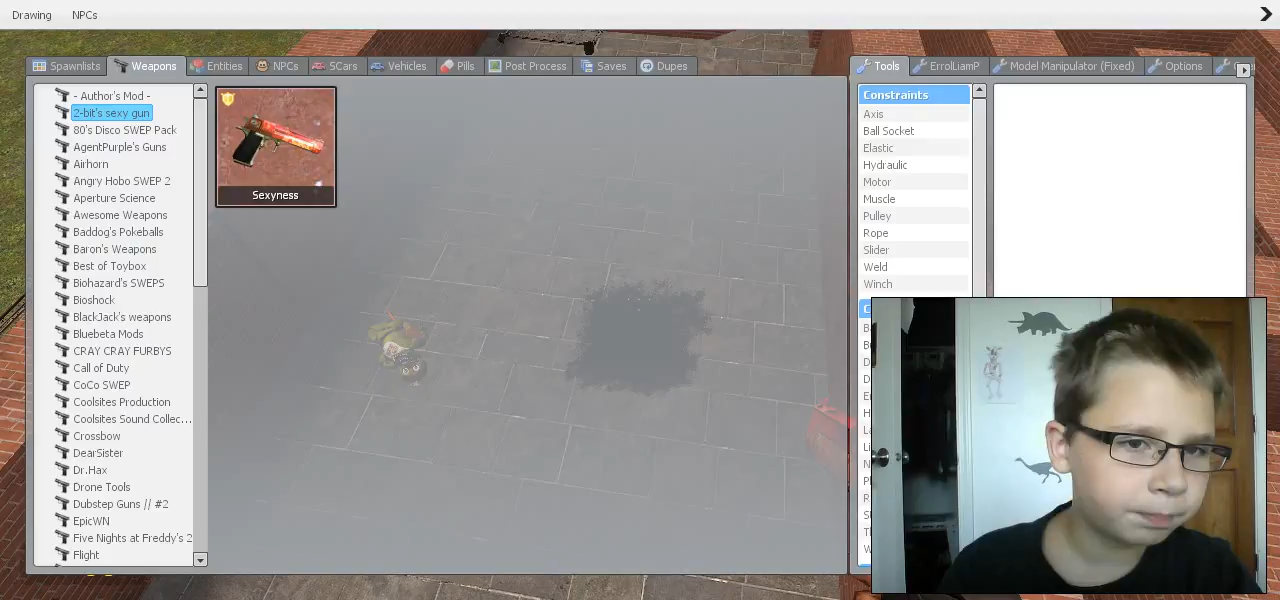 Drawing NPCs
Spawnlists Weapons Entities NPCs SCars Vehicles Pills Post Process Saves Dupes
Tools ErrolLiamP Model Manipulator (Fixed) Options
- Author's Mod -
2-bit's sexy gun
80's Disco SWEP Pack
AgentPurple's Guns
Airhorn
Angry Hobo SWEP 2
Aperture Science
Awesome Weapons
Baddog's Pokeballs
Baron's Weapons
Best of Toybox
Biohazard's SWEPS
Bioshock
BlackJack's weapons
Bluebeta Mods
CRAY CRAY FURBYS
Call of Duty
CoCo SWEP
Coolsites Production
Coolsites Sound Collec...
Crossbow
DearSister
Dr.Hax
Drone Tools
Dubstep Guns // #2
EpicWN
Five Nights at Freddy's 2
Flight
Sexyness
Constraints
Axis
Ball Socket
Elastic
Hydraulic
Motor
Muscle
Pulley
Rope
Slider
Weld
Winch